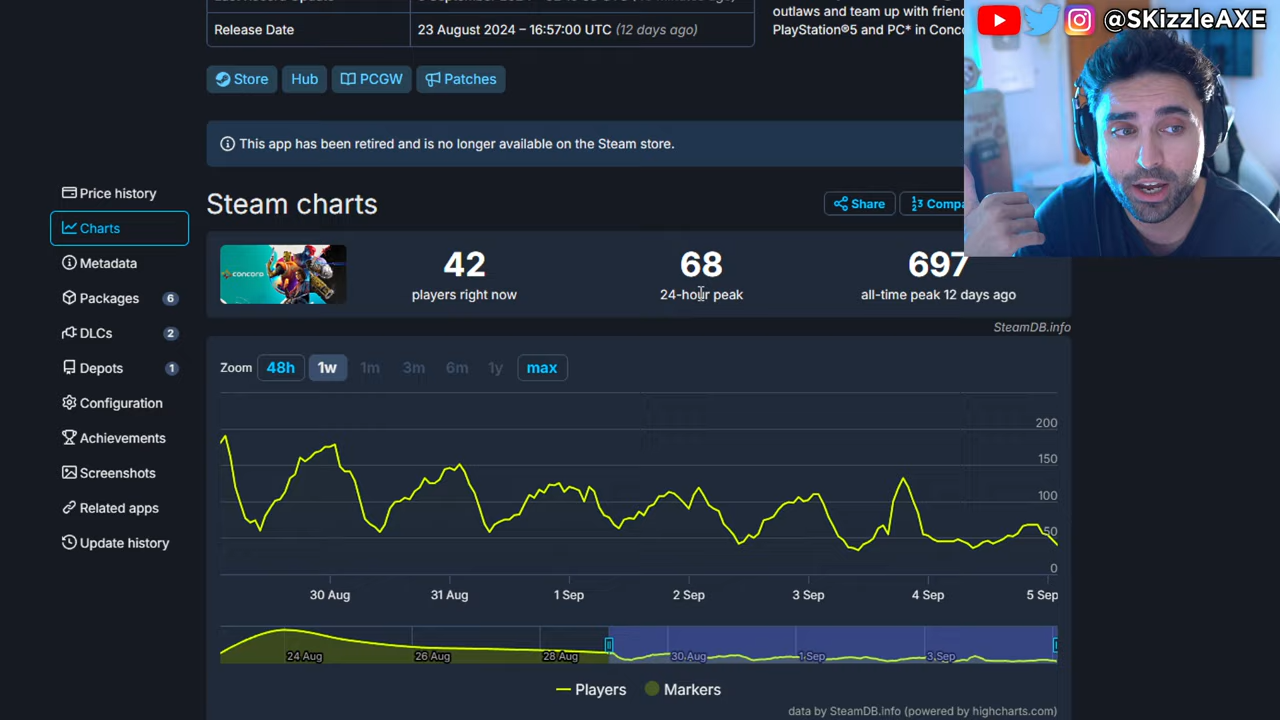 outlaws and team up with frien
Release Date
23 August 2024 – 16:57:00 UTC (12 days ago)
PlayStation®5 and PC* in Conco
@SKizzleAXE
Store
Hub
PCGW
Patches
This app has been retired and is no longer available on the Steam store.
Price history
Charts
Metadata
Packages 6
DLCs 2
Depots 1
Configuration
Achievements
Screenshots
Related apps
Update history
Steam charts
Share
Compa
concord
42
players right now
68
24-hour peak
697
all-time peak 12 days ago
SteamDB.info
Zoom 48h 1w 1m 3m 6m 1y max
200
150
100
50
0
30 Aug 31 Aug 1 Sep 2 Sep 3 Sep 4 Sep 5 Sep
24 Aug 26 Aug 28 Aug 30 Aug 1 Sep 3 Sep
Players Markers
data by SteamDB.info (powered by highcharts.com)